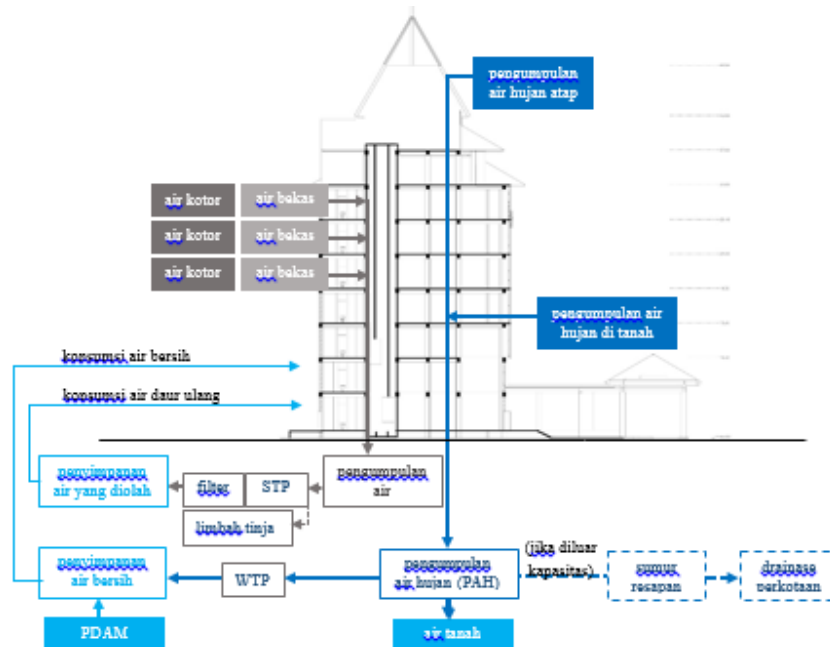 pengumpulan
air hujan atap
air kotor
air bekas
air kotor
air bekas
air kotor
air bekas
pengumpulan air
hujan di tanah
konsumsi air bersih
konsumsi air daur ulang
penyimpanan
air yang diolah
filter
STP
pengumpulan
air
limbah tinja
penyimpanan
air bersih
WTP
pengumpulan
air hujan (PAH)
(jika diluar
kapasitas)
sumur
resapan
drainase
perkotaan
PDAM
air tanah